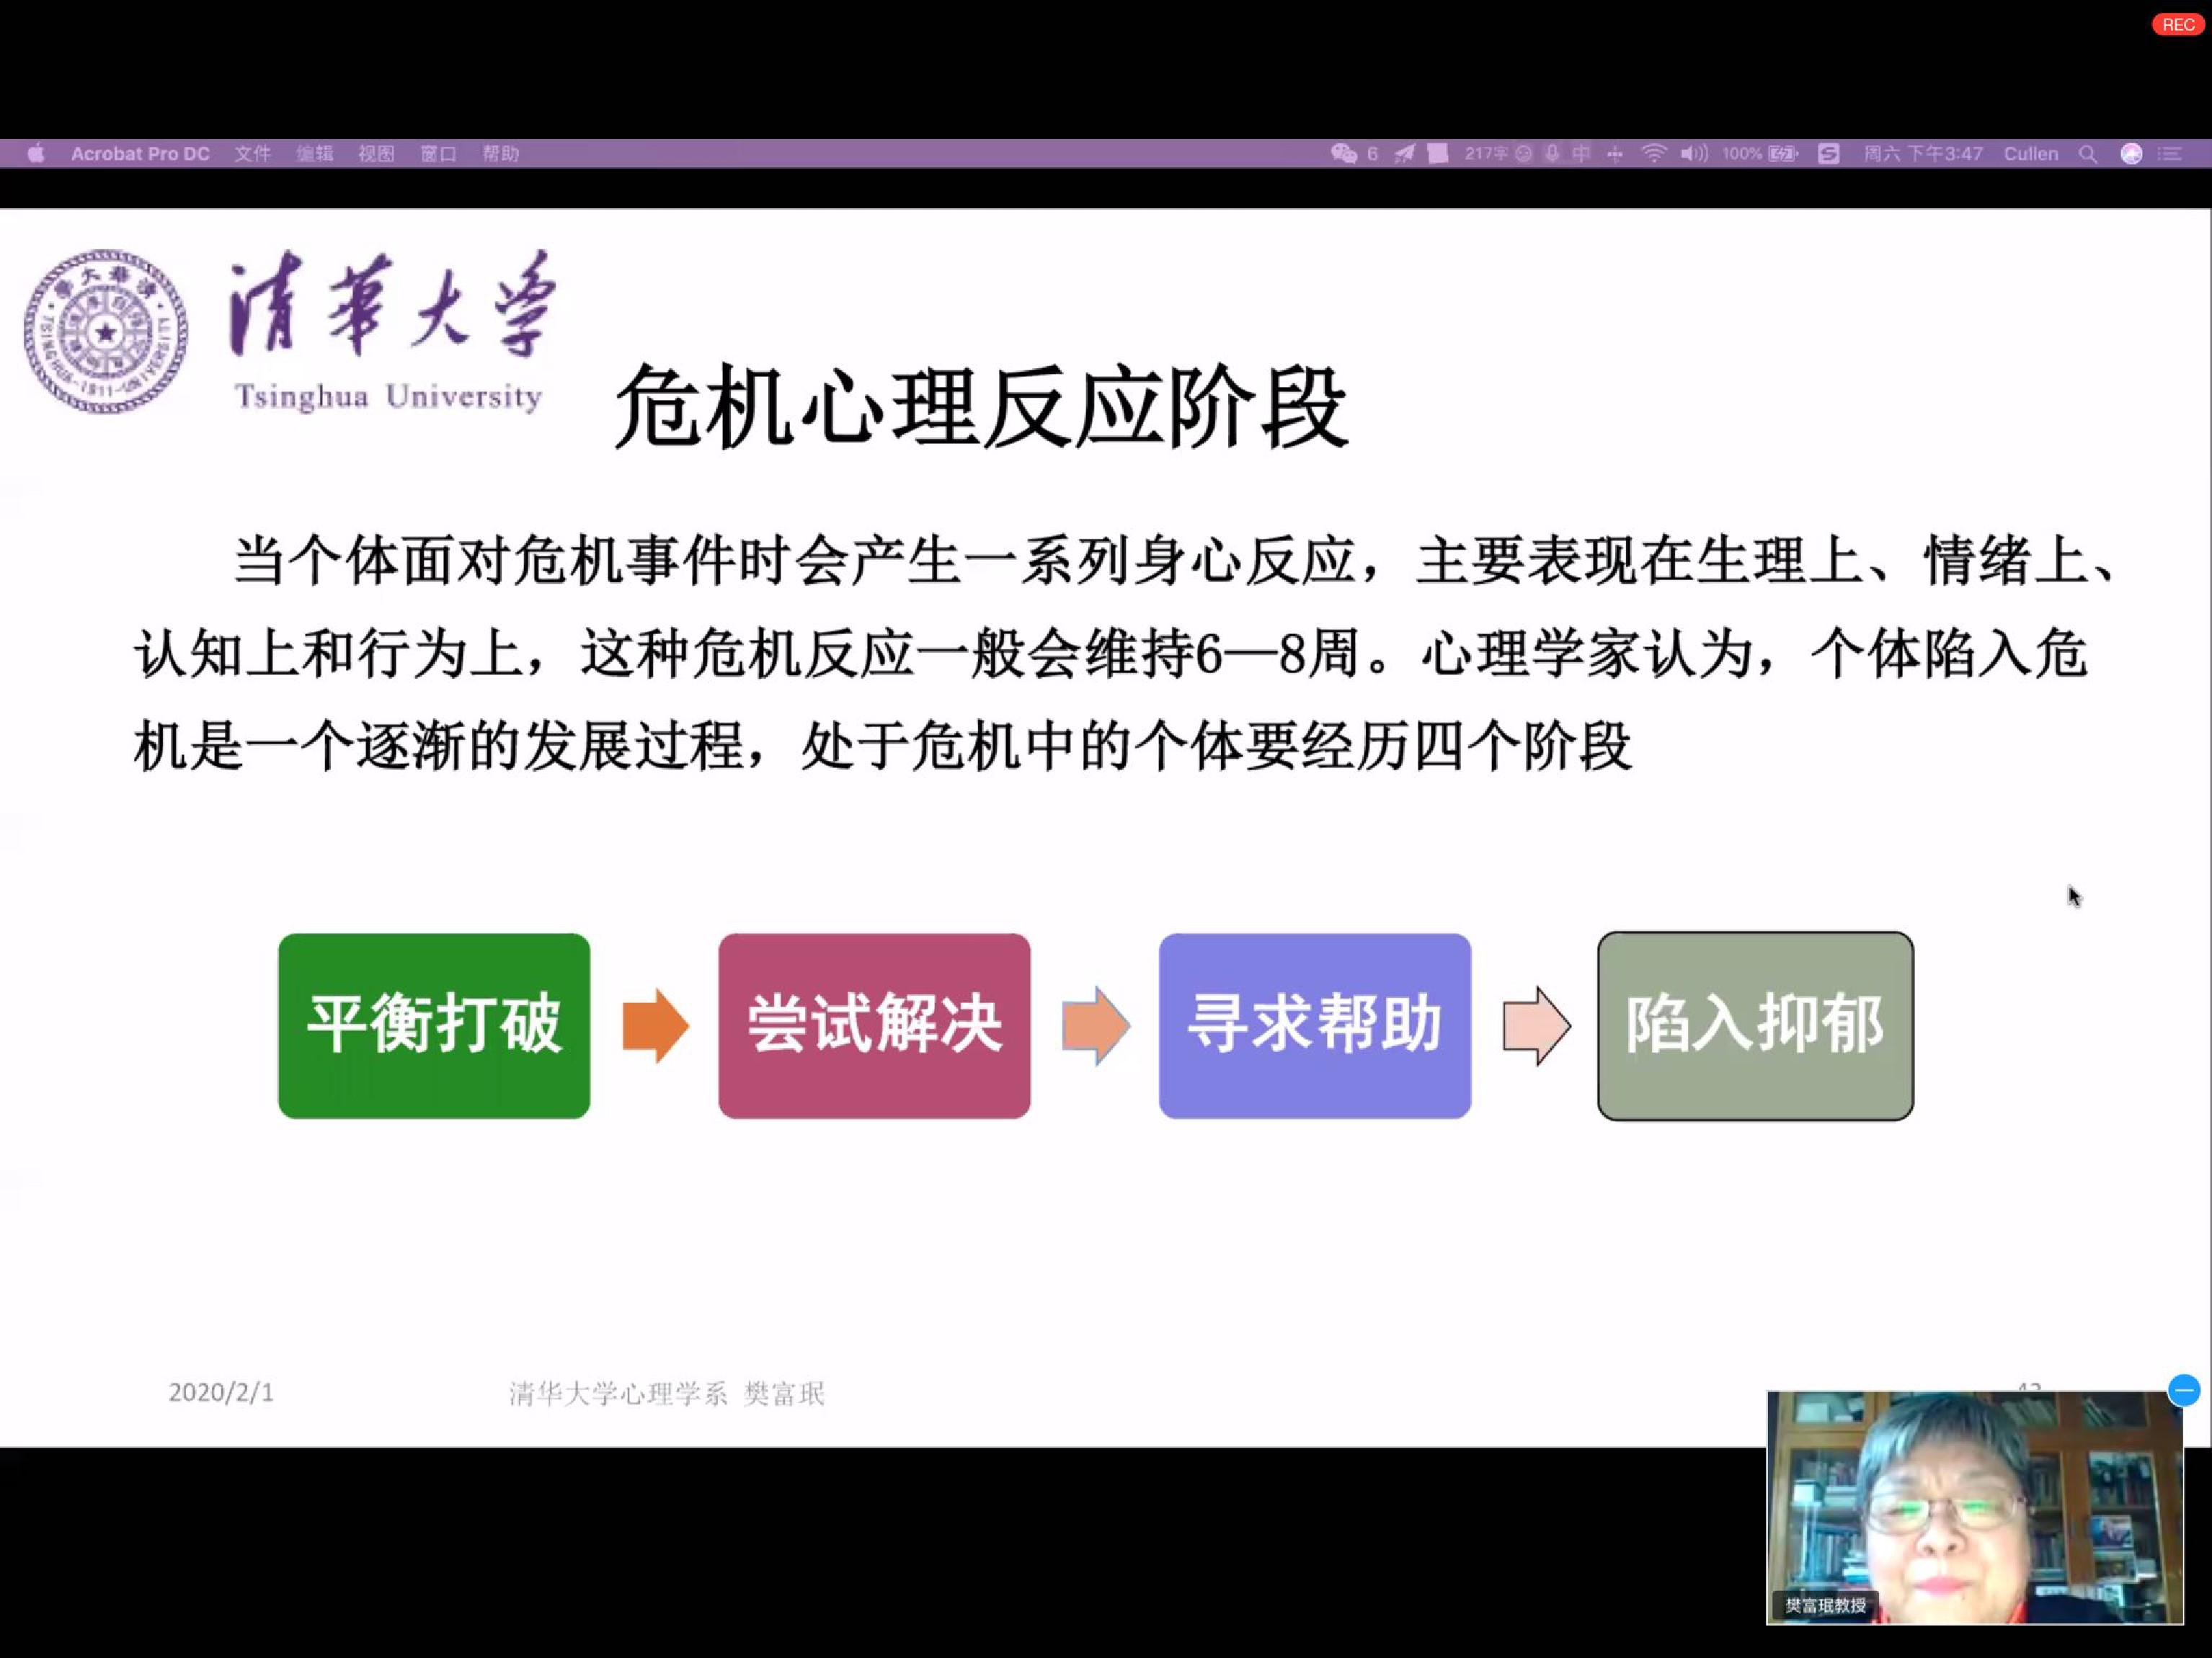 REC
Acrobat Pro DC 文件 编辑 视图 窗口 帮助 6 217字 中 100% 周六 下午3:47 Cullen
清華大学
Tsinghua University
危机心理反应阶段
当个体面对危机事件时会产生一系列身心反应，主要表现在生理上、情绪上、
认知上和行为上，这种危机反应一般会维持6—8周。心理学家认为，个体陷入危
机是一个逐渐的发展过程，处于危机中的个体要经历四个阶段
平衡打破
尝试解决
寻求帮助
陷入抑郁
2020/2/1 清华大学心理学系 樊富珉
樊富珉教授